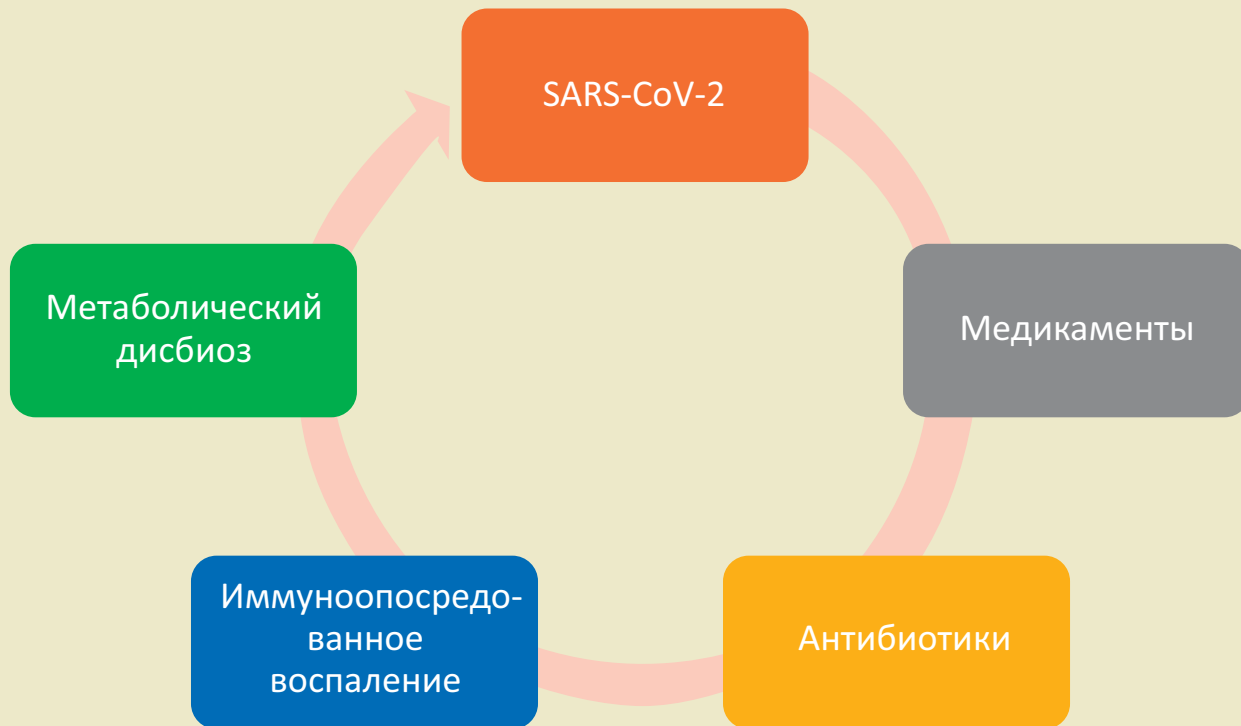 SARS-CoV-2
Метаболический
дисбиоз
Медикаменты
Иммуноопосредо-
ванное
воспаление
Антибиотики